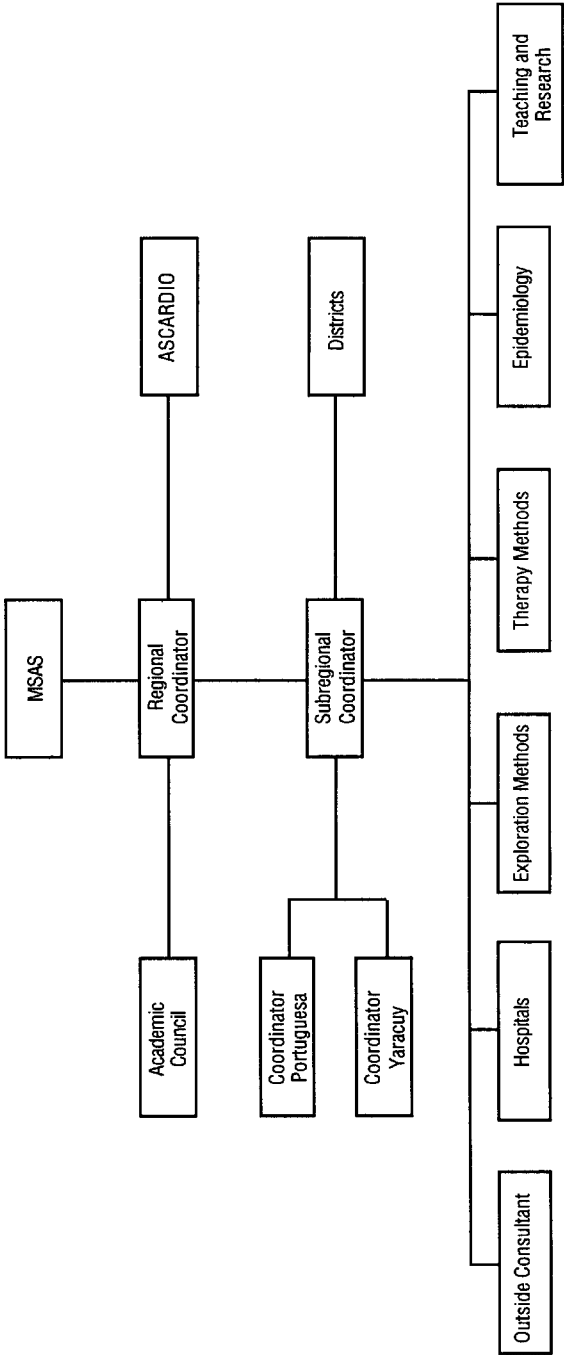 MSAS
Academic
Council
Regional
Coordinator
ASCARDIO
Coordinator
Portuguesa
Coordinator
Yaracuy
Subregional
Coordinator
Districts
Outside Consultant
Hospitals
Exploration Methods
Therapy Methods
Epidemiology
Teaching and
Research